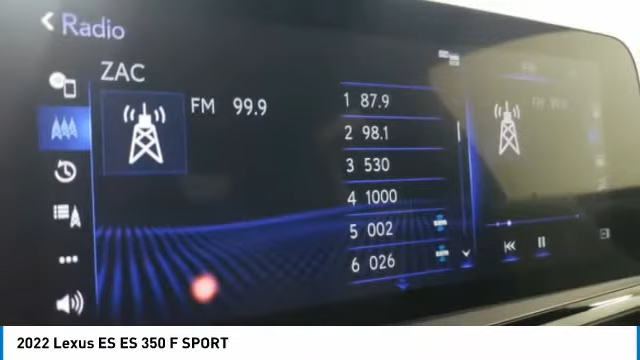 Radio
ZAC
FM 99.9
1 87.9
2 98.1
3 530
4 1000
5 002
6 026
2022 Lexus ES ES 350 F SPORT